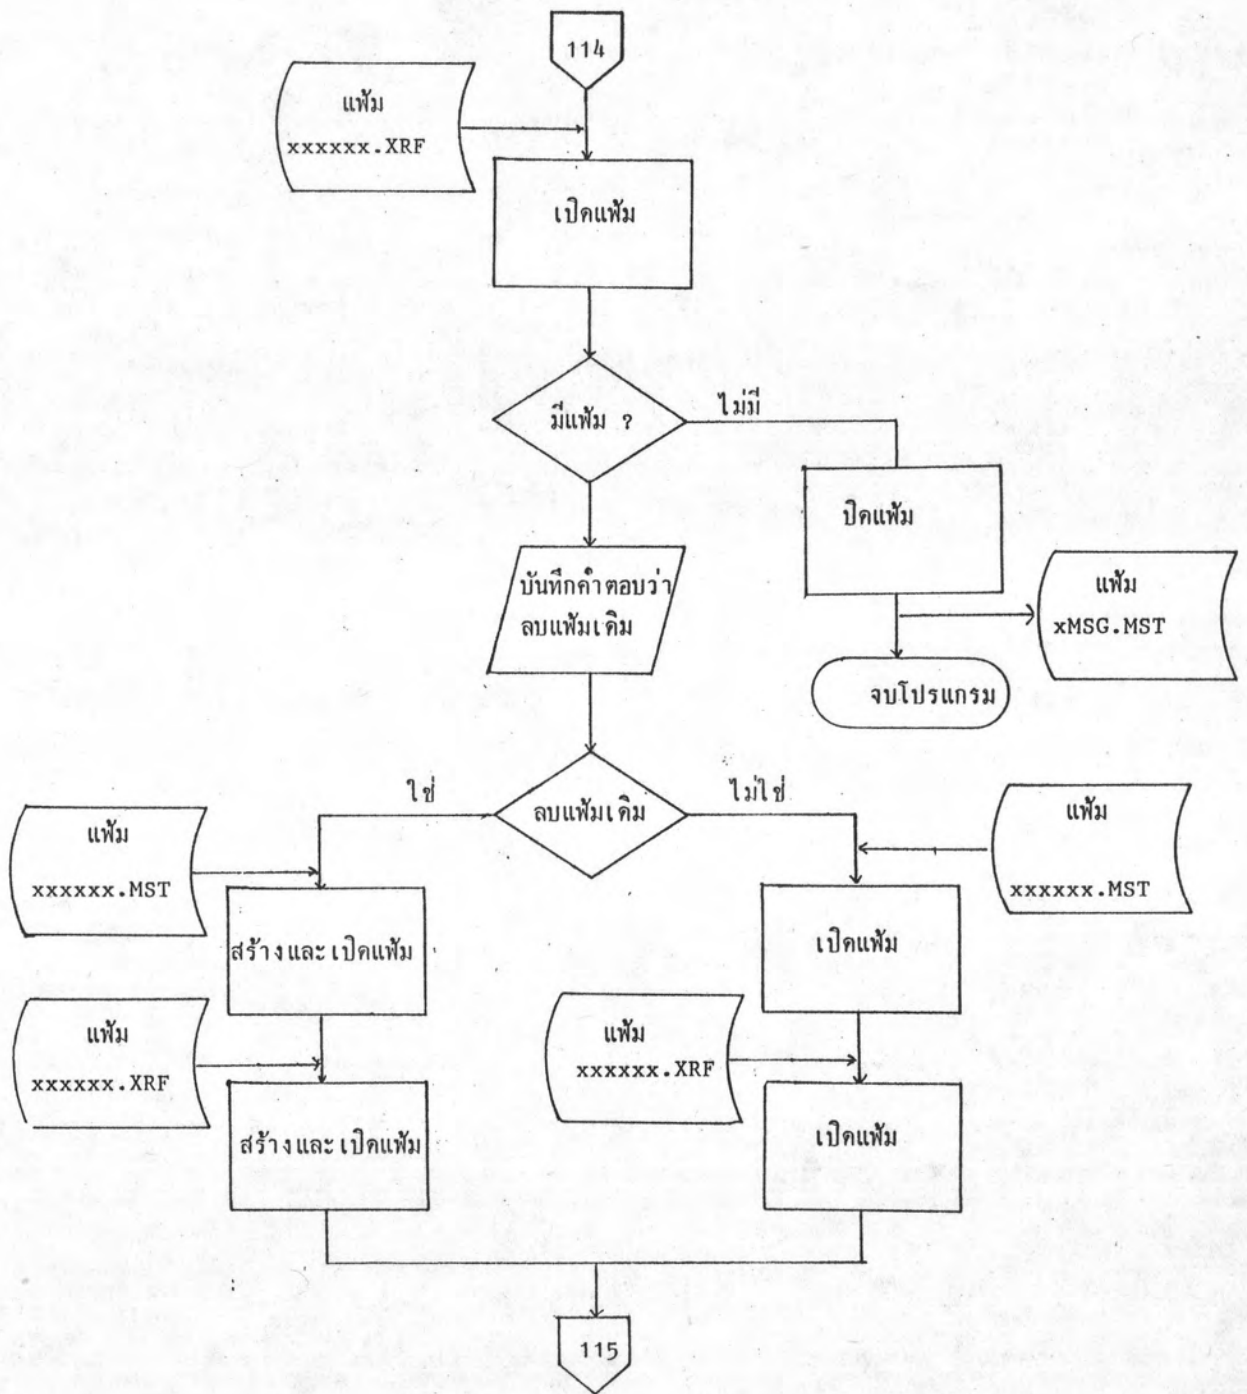 114
แฟ้ม
xxxxxx.XRF
เปิดแฟ้ม
มีแฟ้ม ?
ไม่มี
ปิดแฟ้ม
บันทึกคำตอบว่า
ลบแฟ้มเดิม
แฟ้ม
xMSG.MST
จบโปรแกรม
ลบแฟ้มเดิม
ใช่
ไม่ใช่
แฟ้ม
xxxxxx.MST
แฟ้ม
xxxxxx.MST
สร้างและเปิดแฟ้ม
เปิดแฟ้ม
แฟ้ม
xxxxxx.XRF
แฟ้ม
xxxxxx.XRF
สร้างและเปิดแฟ้ม
เปิดแฟ้ม
115